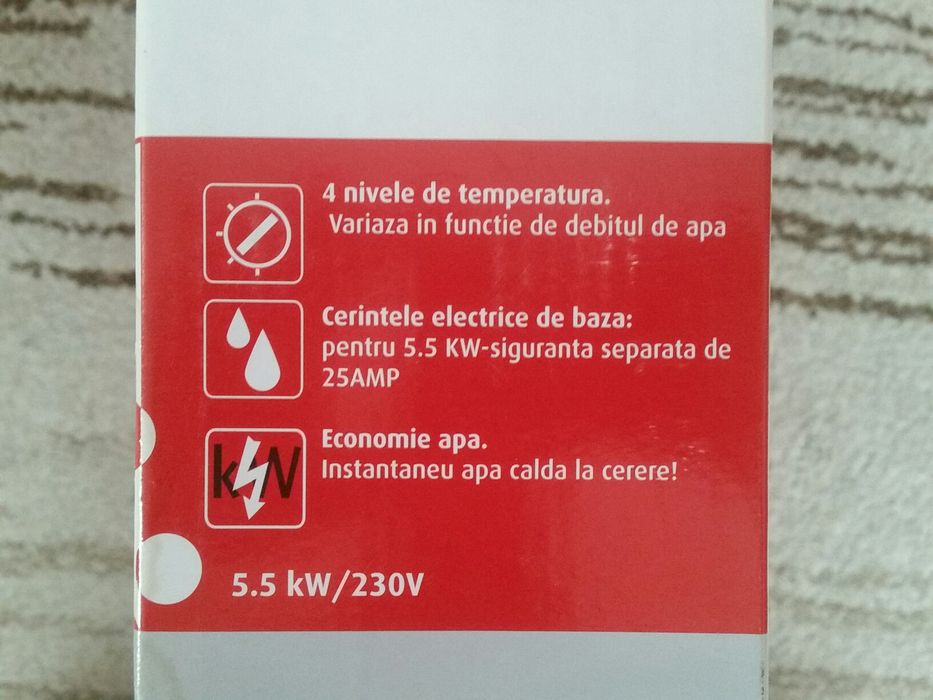 4 nivele de temperatura.
Variaza in functie de debitul de apa
Cerintele electrice de baza:
pentru 5.5 KW-siguranta separata de
25AMP
kW
Economie apa.
Instantaneu apa calda la cerere!
5.5 kW/230V